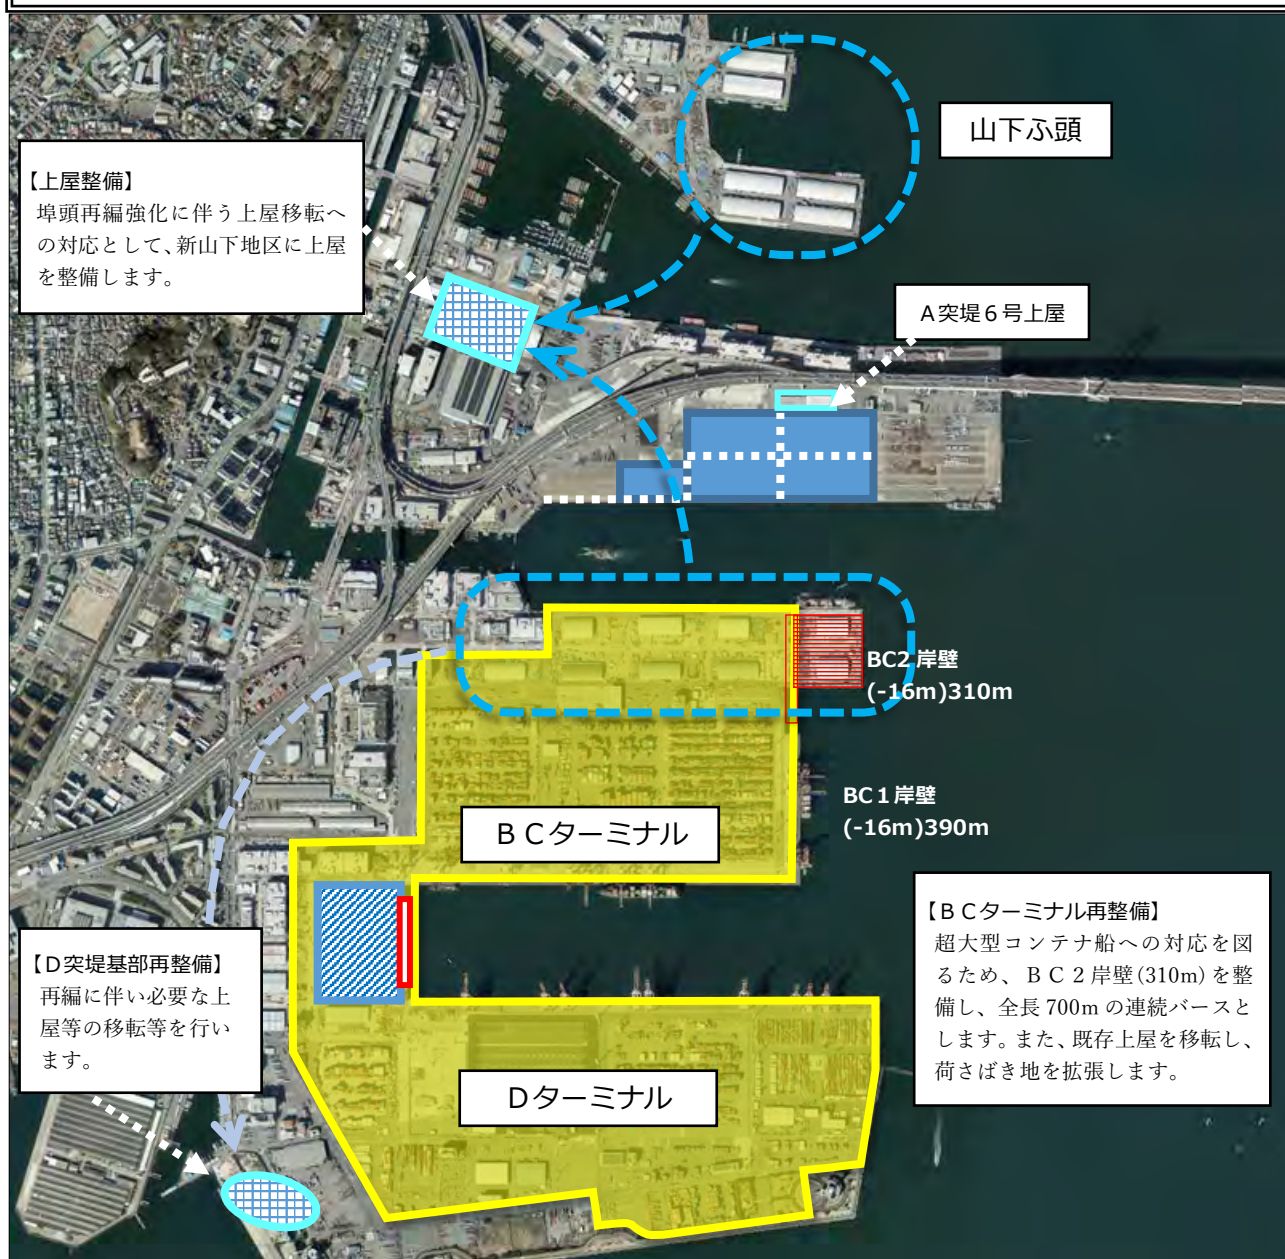 山下ふ頭
【上屋整備】
埠頭再編強化に伴う上屋移転へ
の対応として、新山下地区に上屋
を整備します。
A突堤６号上屋
BC2 岸壁
(-16m)310m
BC１岸壁
(-16m)390m
ＢＣターミナル
【ＢＣターミナル再整備】
超大型コンテナ船への対応を図
るため、ＢＣ２岸壁(310m)を整
備し、全長 700m の連続バースと
します。また、既存上屋を移転し、
荷さばき地を拡張します。
【D突堤基部再整備】
再編に伴い必要な上
屋等の移転等を行い
ます。
Ｄターミナル